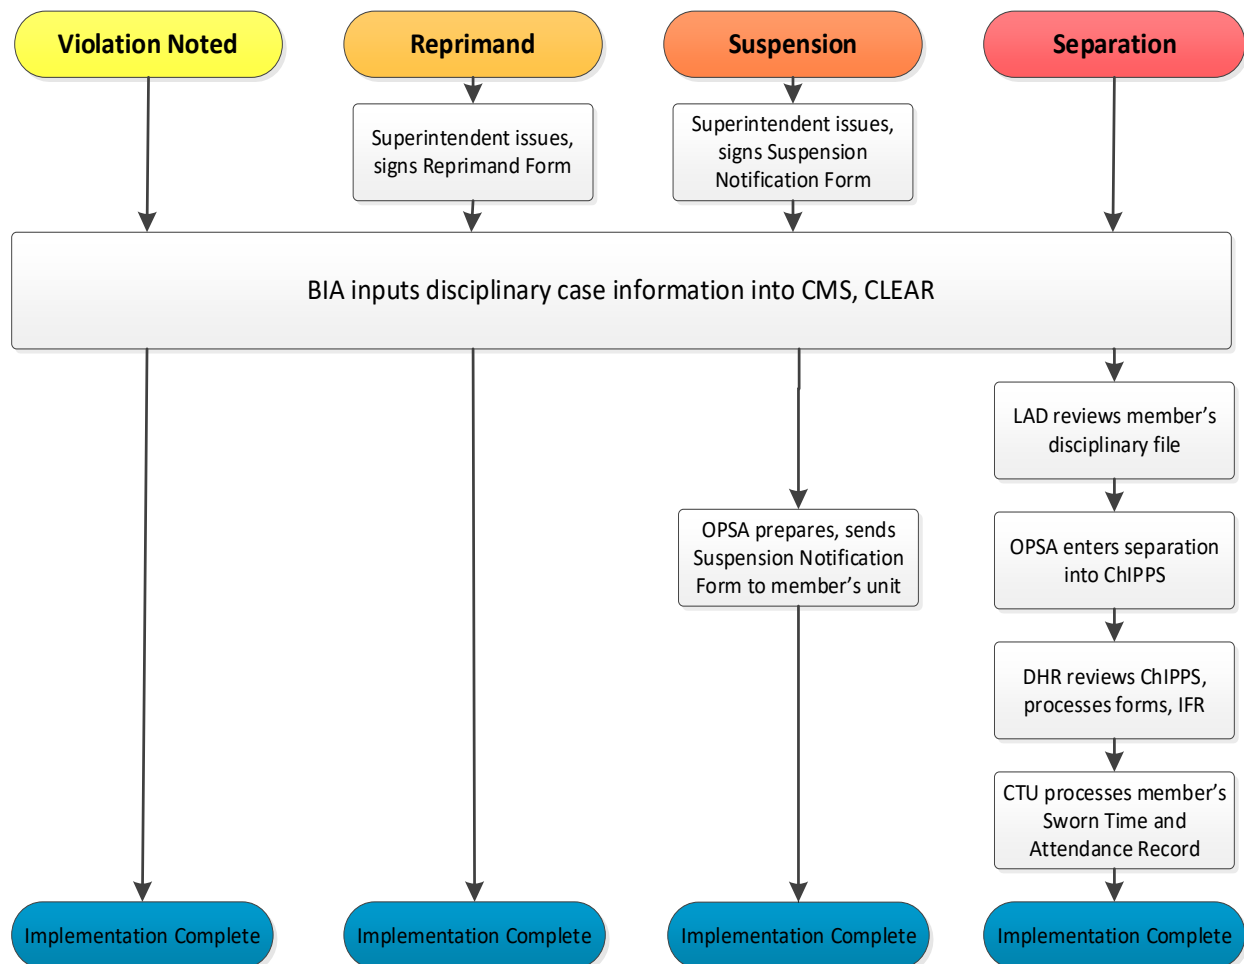 Violation Noted
Reprimand
Suspension
Separation
Superintendent issues,
signs Reprimand Form
Superintendent issues,
signs Suspension
Notification Form
BIA inputs disciplinary case information into CMS, CLEAR
LAD reviews member’s
disciplinary file
OPSA prepares, sends
Suspension Notification
Form to member’s unit
OPSA enters separation
into ChIPPS
DHR reviews ChIPPS,
processes forms, IFR
CTU processes member’s
Sworn Time and
Attendance Record
Implementation Complete
Implementation Complete
Implementation Complete
Implementation Complete